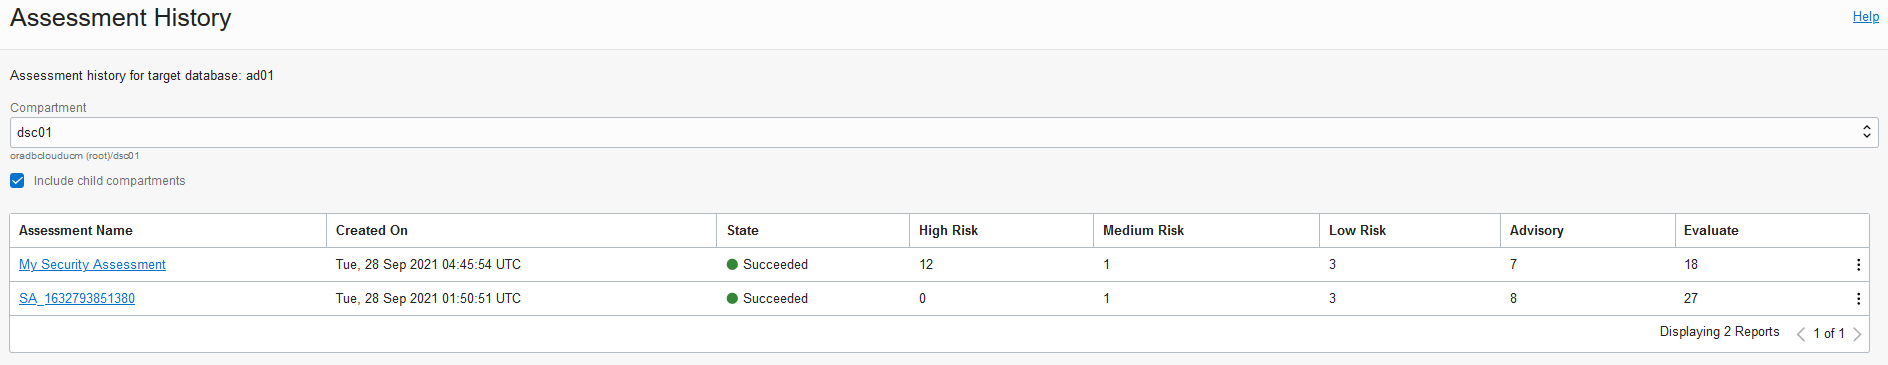 Assessment History
Help
Assessment history for target database: ad01
Compartment
dsc01
oradbclouducm (root)/dsc01
Include child compartments
Assessment Name Created On State High Risk Medium Risk Low Risk Advisory Evaluate
My Security Assessment Tue, 28 Sep 2021 04:45:54 UTC Succeeded 12 1 3 7 18
SA_1632793851380 Tue, 28 Sep 2021 01:50:51 UTC Succeeded 0 1 3 8 27
Displaying 2 Reports 1 of 1